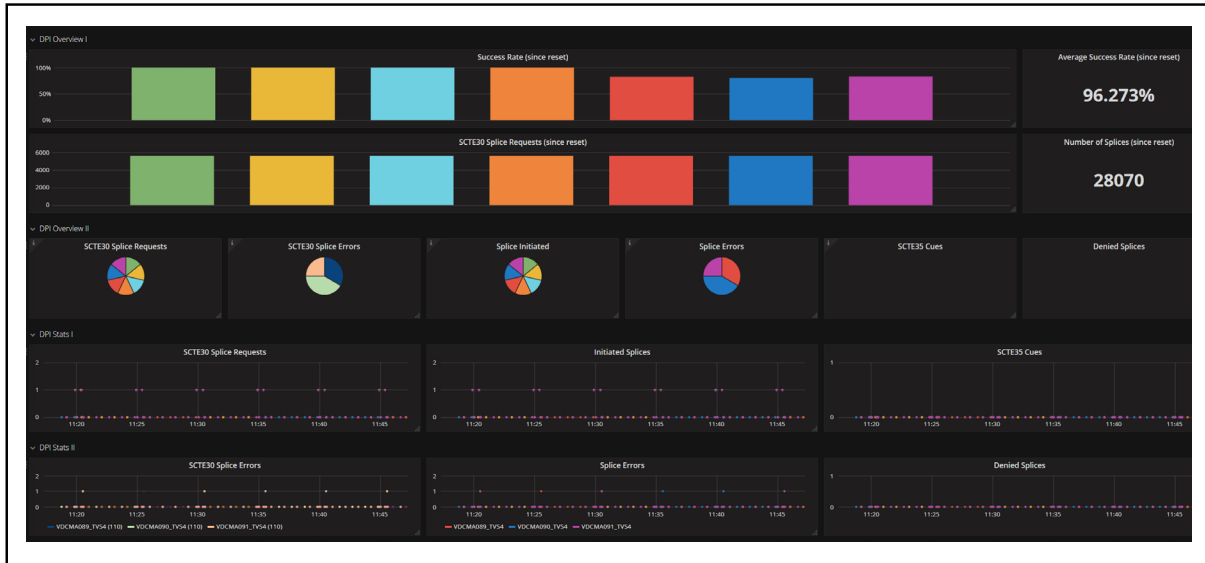 DPI Overview I
Success Rate (since reset)
100%
50%
0%
Average Success Rate (since reset)
96.273%
SCTE30 Splice Requests (since reset)
6000
4000
2000
0
Number of Splices (since reset)
28070
DPI Overview II
SCTE30 Splice Requests
SCTE30 Splice Errors
Splice Initiated
Splice Errors
SCTE35 Cues
Denied Splices
DPI Stats I
SCTE30 Splice Requests
2
1
0
11:20 11:25 11:30 11:35 11:40 11:45
Initiated Splices
2
1
0
11:20 11:25 11:30 11:35 11:40 11:45
SCTE35 Cues
1
0
11:20 11:25 11:30 11:35 11:40 11:45
DPI Stats II
SCTE30 Splice Errors
2
1
0
11:20 11:25 11:30 11:35 11:40 11:45
VDCMA089_TVS4 (110) VDCMA090_TVS4 (110) VDCMA091_TVS4 (110)
Splice Errors
2
1
0
11:20 11:25 11:30 11:35 11:40 11:45
VDCMA089_TVS4 VDCMA090_TVS4 VDCMA091_TVS4
Denied Splices
1
0
11:20 11:25 11:30 11:35 11:40 11:45